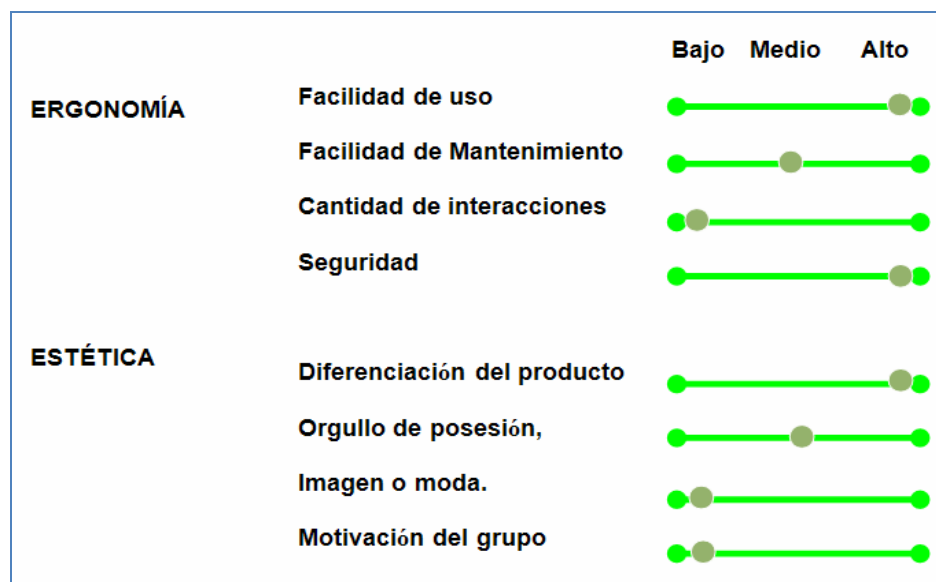 Bajo Medio Alto
ERGONOMÍA Facilidad de uso
Facilidad de Mantenimiento
Cantidad de interacciones
Seguridad
ESTÉTICA
Diferenciación del producto
Orgullo de posesión,
Imagen o moda.
Motivación del grupo